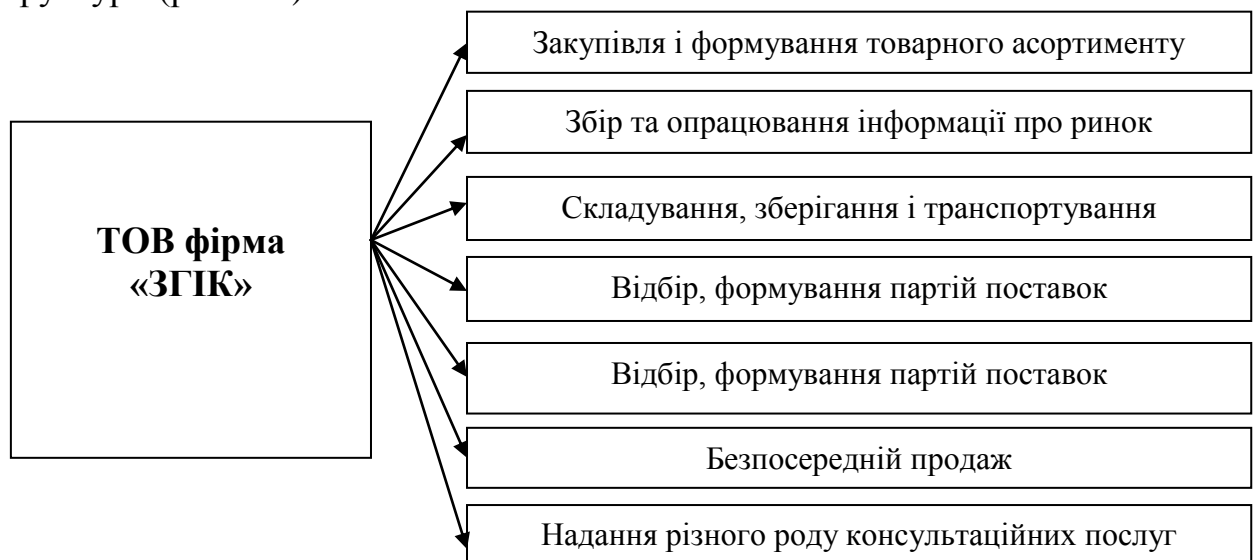 Закупівля і формування товарного асортименту
Збір та опрацювання інформації про ринок
Складування, зберігання і транспортування
ТОВ фірма
«ЗГІК»
Відбір, формування партій поставок
Відбір, формування партій поставок
Безпосередній продаж
Надання різного роду консультаційних послуг